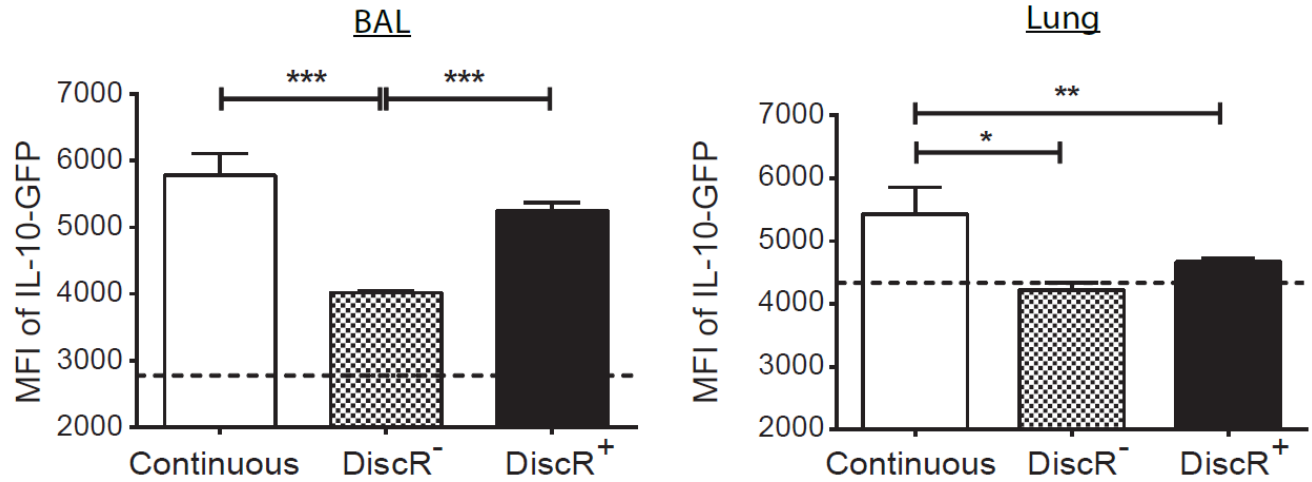 BAL
*** ***
MFI of IL-10-GFP
7000
6000
5000
4000
3000
2000
Continuous DiscR⁻ DiscR⁺
Lung
**
*
MFI of IL-10-GFP
7000
6000
5000
4000
3000
2000
Continuous DiscR⁻ DiscR⁺